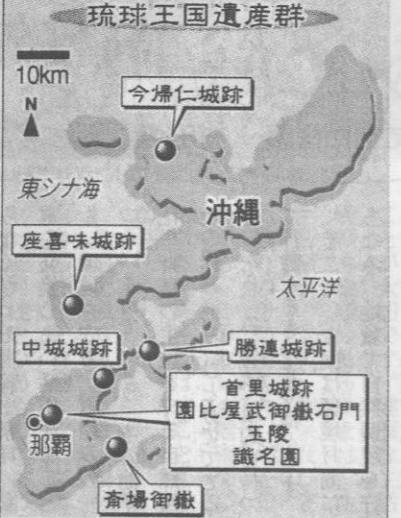 琉球王国遺産群
10km
N
今帰仁城跡
東シナ海
沖縄
座喜味城跡
太平洋
中城城跡
勝連城跡
首里城跡
園比屋武御嶽石門
玉陵
識名園
那覇
斎場御嶽